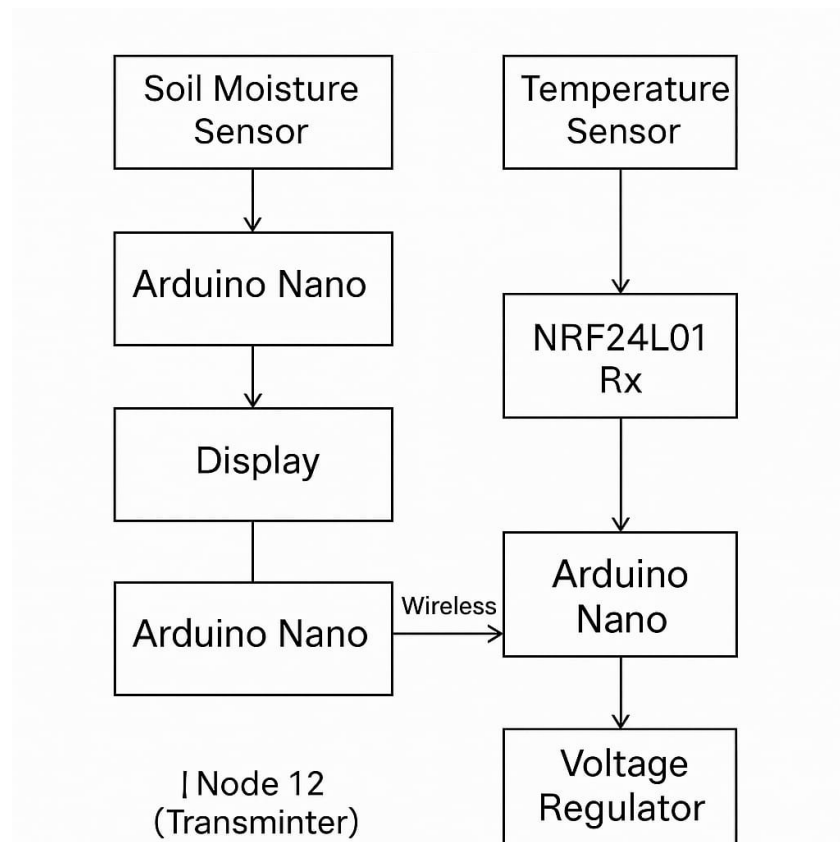 Soil Moisture
Sensor
Arduino Nano
Display
Arduino Nano
Node 12
(Transminter)
Wireless
Temperature
Sensor
NRF24L01
Rx
Arduino
Nano
Voltage
Regulator